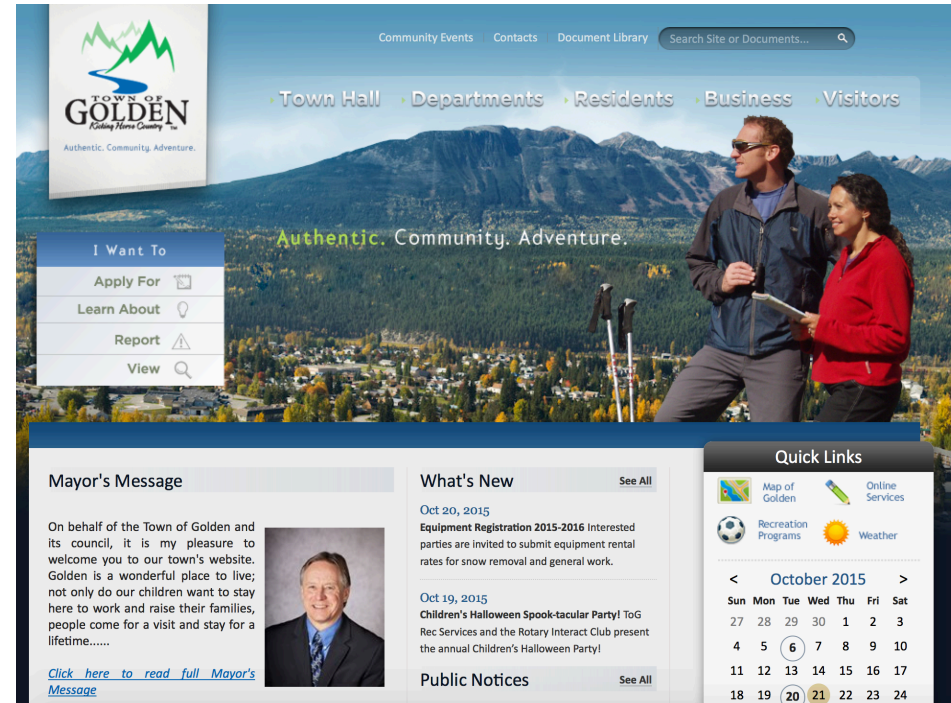 Community Events
Contacts
Document Library
Search Site or Documents...
TOWN OF
GOLDEN
Kicking Horse Country ™
Authentic. Community. Adventure.
Town Hall
Departments
Residents
Business
Visitors
Authentic. Community. Adventure.
I Want To
Apply For
Learn About
Report
View
Mayor's Message
On behalf of the Town of Golden and
its council, it is my pleasure to
welcome you to our town's website.
Golden is a wonderful place to live;
not only do our children want to stay
here to work and raise their families,
people come for a visit and stay for a
lifetime......
Click here to read full Mayor's
Message
What's New
See All
Oct 20, 2015
Equipment Registration 2015-2016 Interested
parties are invited to submit equipment rental
rates for snow removal and general work.
Oct 19, 2015
Children's Halloween Spook-tacular Party! ToG
Rec Services and the Rotary Interact Club present
the annual Children's Halloween Party!
Public Notices
See All
Quick Links
Map of
Golden
Online
Services
Recreation
Programs
Weather
< October 2015 >
Sun Mon Tue Wed Thu Fri Sat
27 28 29 30 1 2 3
4 5 6 7 8 9 10
11 12 13 14 15 16 17
18 19 20 21 22 23 24